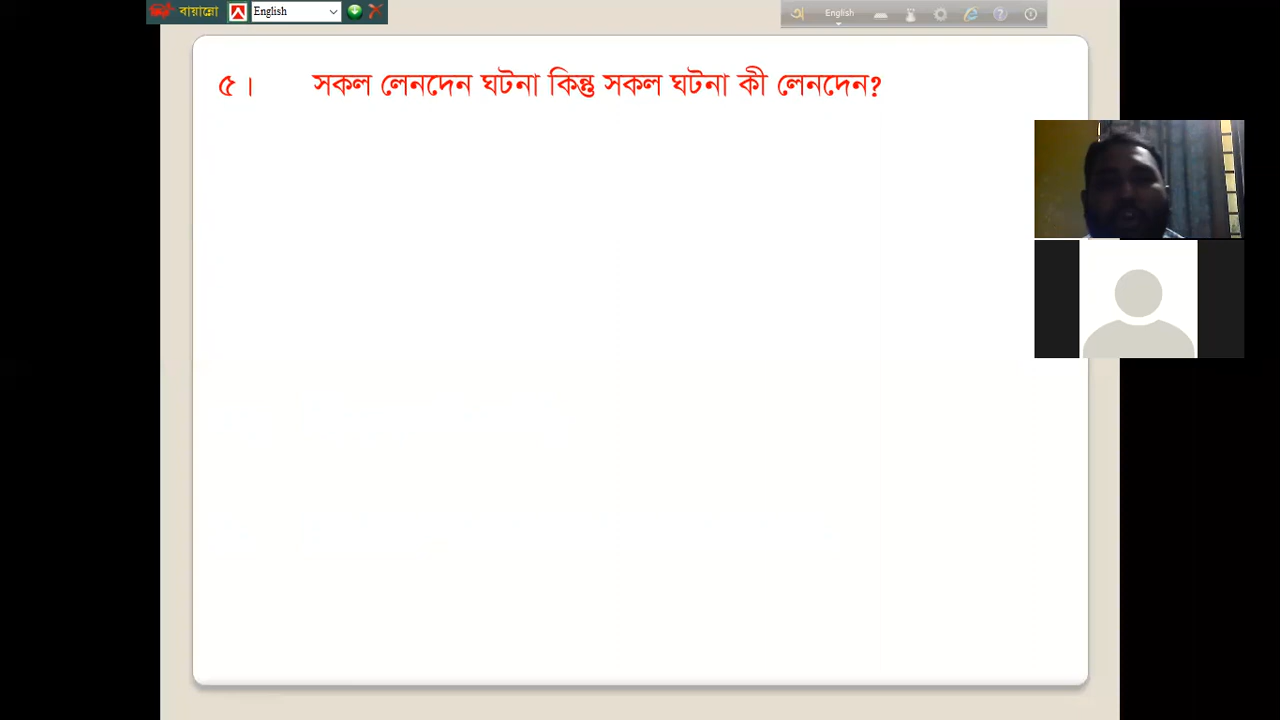 বায়ান্নো
English
অ
English
৫। সকল লেনদেন ঘটনা কিন্তু সকল ঘটনা কী লেনদেন?